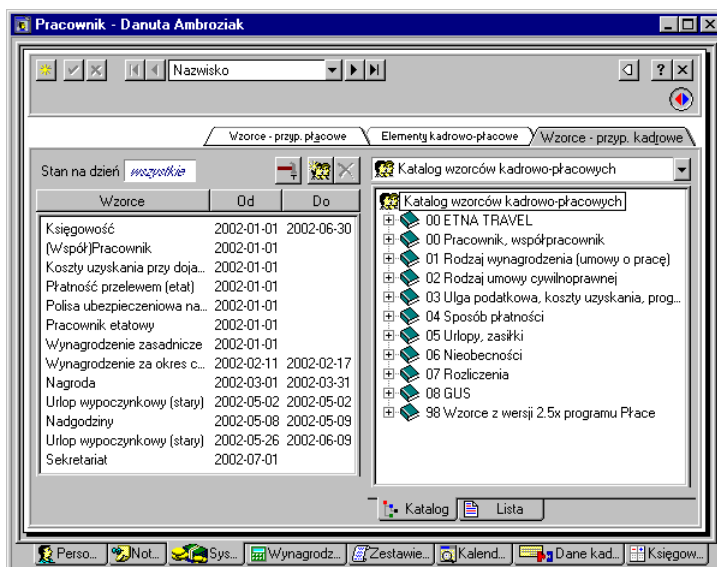 Pracownik - Danuta Ambroziak
Nazwisko
Wzorce - przyp. płacowe
Elementy kadrowo-płacowe
Wzorce - przyp. kadrowe
Stan na dzień wszystkie
Katalog wzorców kadrowo-płacowych
Wzorce Od Do
Księgowość 2002-01-01 2002-06-30
(Współ)Pracownik 2002-01-01
Koszty uzyskania przy doja... 2002-01-01
Płatność przelewem (etat) 2002-01-01
Polisa ubezpieczeniowa na... 2002-01-01
Pracownik etatowy 2002-01-01
Wynagrodzenie zasadnicze 2002-01-01
Wynagrodzenie za okres c... 2002-02-11 2002-02-17
Nagroda 2002-03-01 2002-03-31
Urlop wypoczynkowy (stary) 2002-05-02 2002-05-02
Nadgodziny 2002-05-08 2002-05-09
Urlop wypoczynkowy (stary) 2002-05-26 2002-06-09
Sekretariat 2002-07-01
Katalog wzorców kadrowo-płacowych
00 ETNA TRAVEL
00 Pracownik, współpracownik
01 Rodzaj wynagrodzenia (umowy o pracę)
02 Rodzaj umowy cywilnoprawnej
03 Ulga podatkowa, koszty uzyskania, prog...
04 Sposób płatności
05 Urlopy, zasiłki
06 Nieobecności
07 Rozliczenia
08 GUS
98 Wzorce z wersji 2.5x programu Płace
Katalog
Lista
Perso...
Not...
Sys...
Wynagrodz...
Zestawie...
Kalend...
Dane kad...
Księgow...